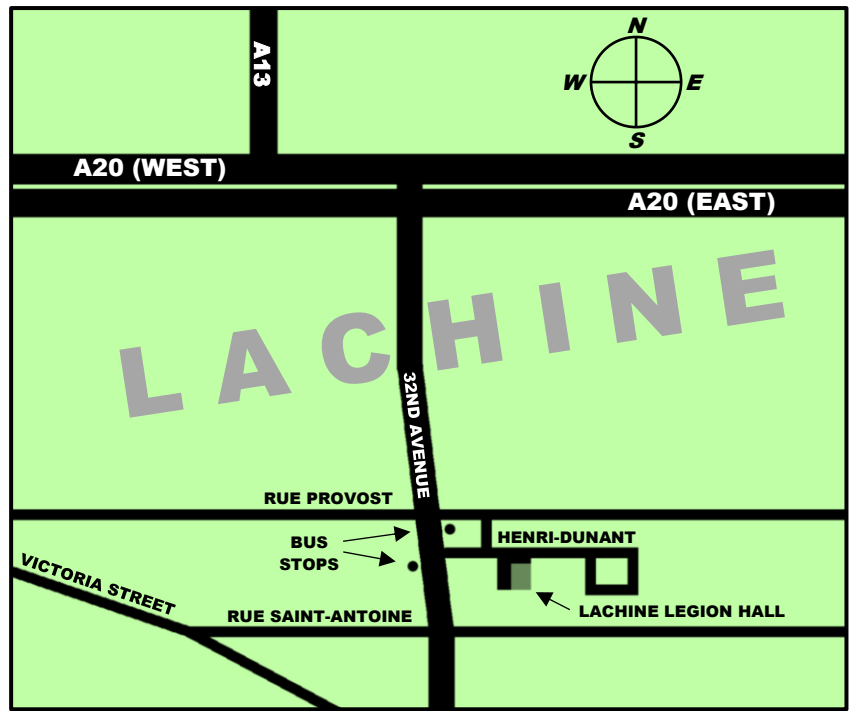 A13
N
W E
S
A20 (WEST)
A20 (EAST)
LACHINE
32ND AVENUE
RUE PROVOST
BUS
STOPS
HENRI-DUNANT
VICTORIA STREET
RUE SAINT-ANTOINE
LACHINE LEGION HALL